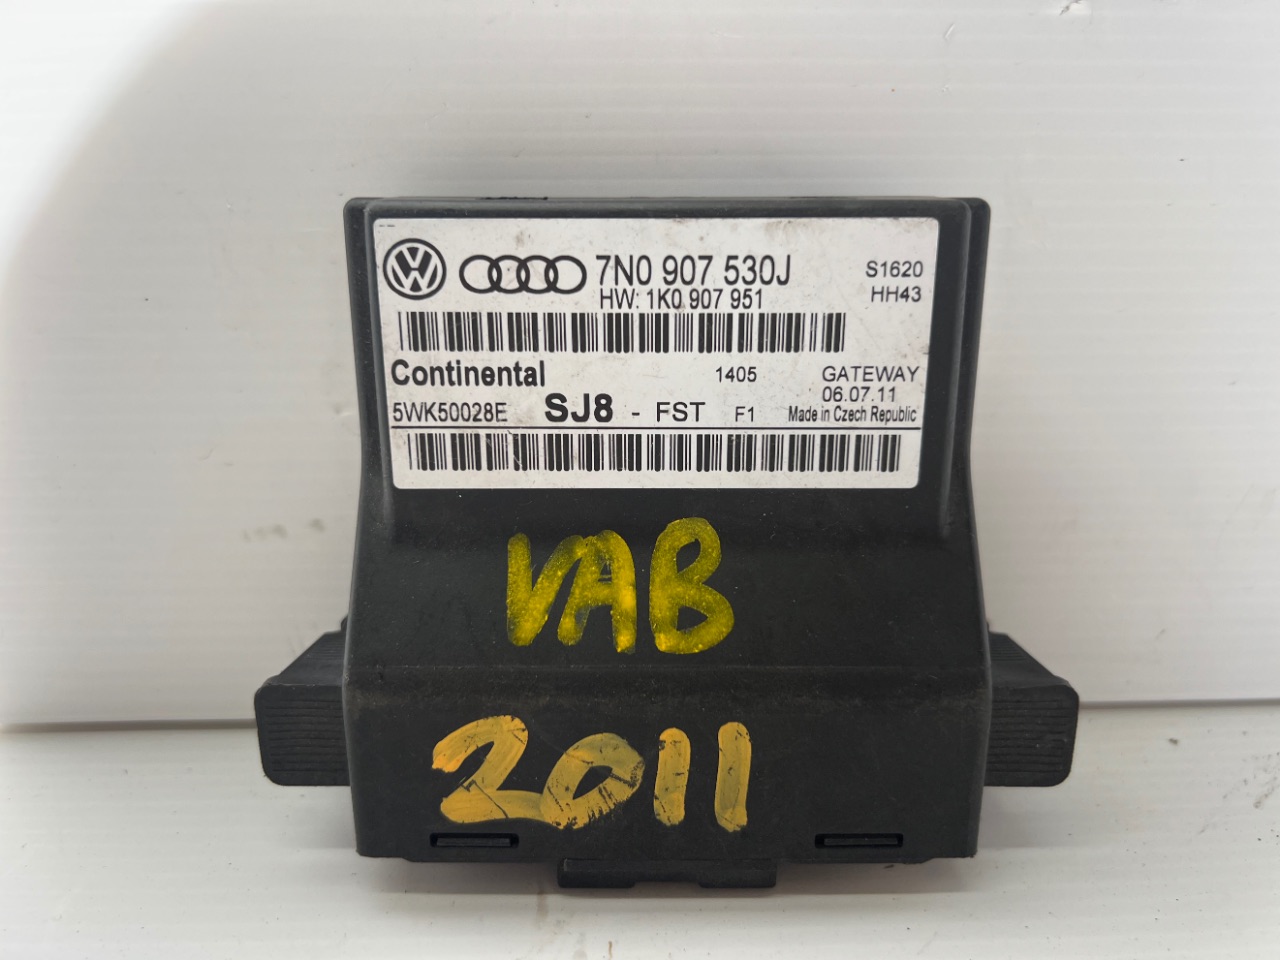 7N0 907 530J
S1620
HW: 1K0 907 951
HH43
Continental
1405
GATEWAY
06.07.11
5WK50028E SJ8 - FST F1
Made in Czech Republic
VAB
2011